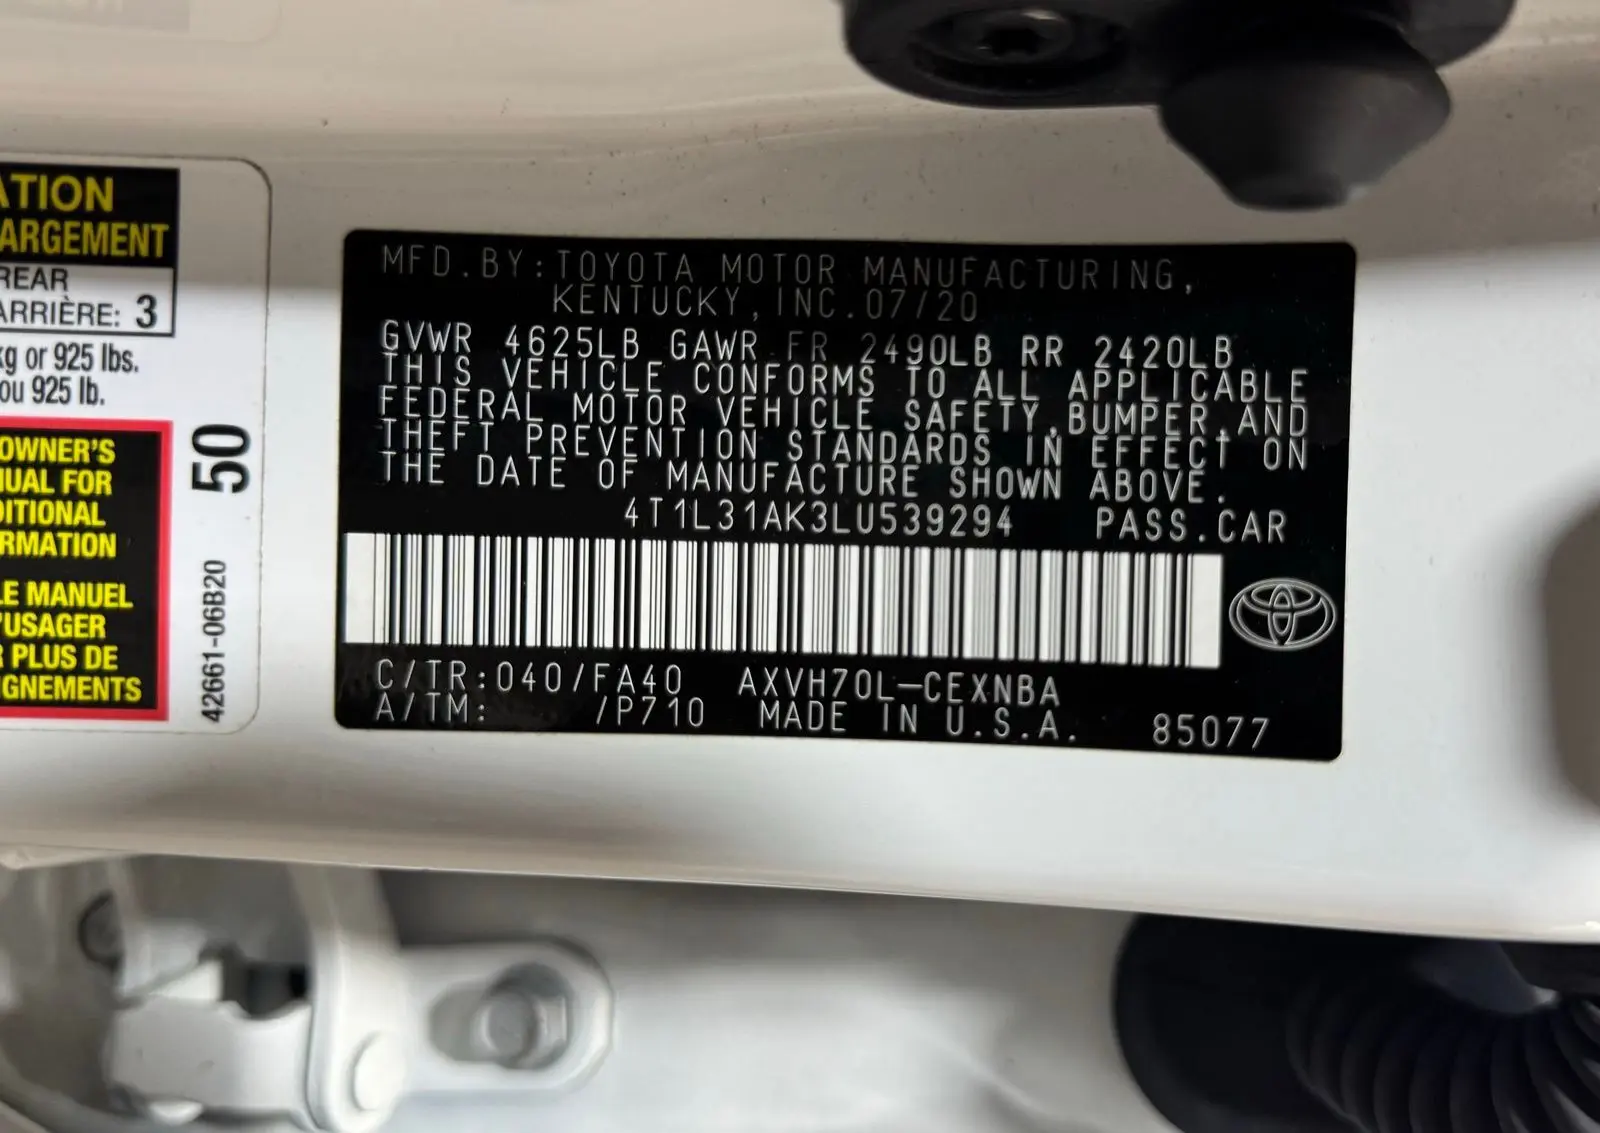 ATION
ARGEMENT
REAR
ARRIÈRE: 3
kg or 925 lbs.
ou 925 lb.
OWNER'S
UAL FOR
DITIONAL
RMATION
LE MANUEL
'USAGER
R PLUS DE
IGNEMENTS
50
42661-06B20
MFD.BY:TOYOTA MOTOR MANUFACTURING,
KENTUCKY,INC.07/20
GVWR 4625LB GAWR FR 2490LB RR 2420LB
THIS VEHICLE CONFORMS TO ALL APPLICABLE
FEDERAL MOTOR VEHICLE SAFETY,BUMPER,AND
THEFT PREVENTION STANDARDS IN EFFECT ON
THE DATE OF MANUFACTURE SHOWN ABOVE.
4T1L31AK3LU539294 PASS.CAR
C/TR:040/FA40 AXVH70L-CEXNBA
A/TM: /P710 MADE IN U.S.A. 85077